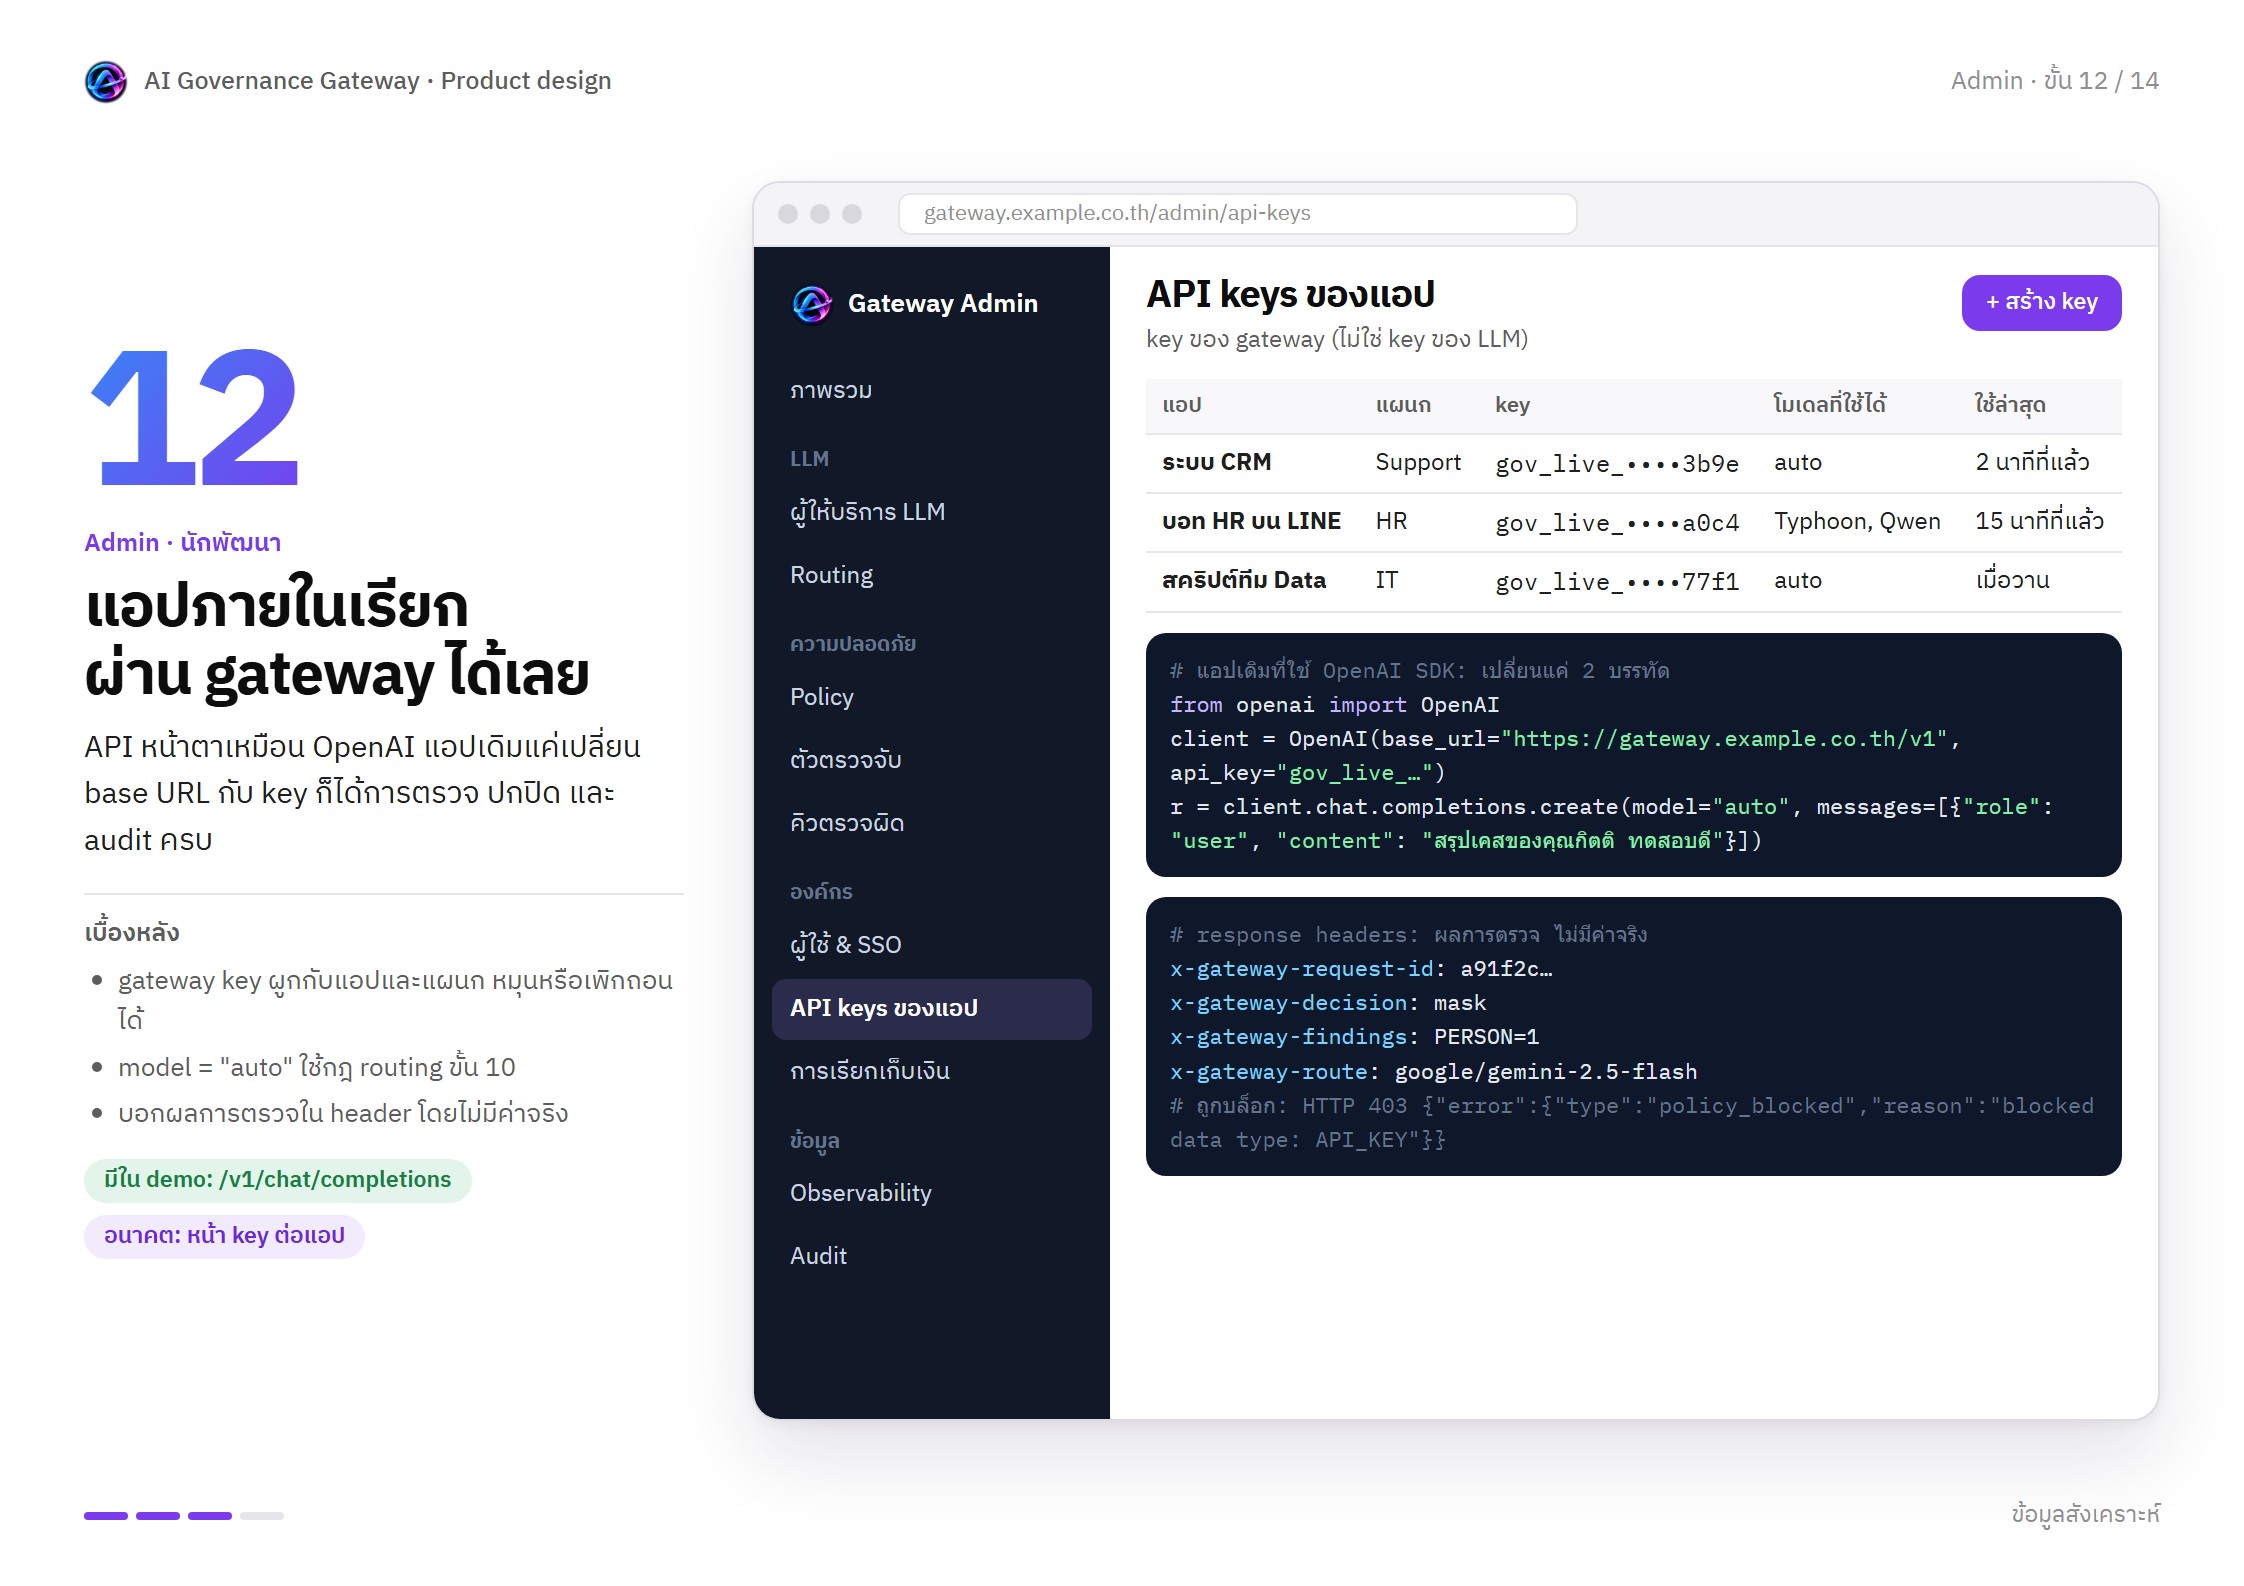 AI Governance Gateway · Product design
Admin · ขั้น 12 / 14
12
Admin · นักพัฒนา
แอปภายในเรียก
ผ่าน gateway ได้เลย
API หน้าตาเหมือน OpenAI แอปเดิมแค่เปลี่ยน
base URL กับ key ก็ได้การตรวจ ปกปิด และ
audit ครบ
เบื้องหลัง
gateway key ผูกกับแอปและแผนก หมุนหรือเพิกถอน
ได้
model = "auto" ใช้กฎ routing ขั้น 10
บอกผลการตรวจใน header โดยไม่มีค่าจริง
มีใน demo: /v1/chat/completions
อนาคต: หน้า key ต่อแอป
gateway.example.co.th/admin/api-keys
Gateway Admin
ภาพรวม
LLM
ผู้ให้บริการ LLM
Routing
ความปลอดภัย
Policy
ตัวตรวจจับ
คิวตรวจผิด
องค์กร
ผู้ใช้ & SSO
API keys ของแอป
การเรียกเก็บเงิน
ข้อมูล
Observability
Audit
API keys ของแอป
+ สร้าง key
key ของ gateway (ไม่ใช่ key ของ LLM)
แอป แผนก key โมเดลที่ใช้ได้ ใช้ล่าสุด
ระบบ CRM Support gov_live_••••3b9e auto 2 นาทีที่แล้ว
บอท HR บน LINE HR gov_live_••••a0c4 Typhoon, Qwen 15 นาทีที่แล้ว
สคริปต์ทีม Data IT gov_live_••••77f1 auto เมื่อวาน
# แอปเดิมที่ใช้ OpenAI SDK: เปลี่ยนแค่ 2 บรรทัด
from openai import OpenAI
client = OpenAI(base_url="https://gateway.example.co.th/v1",
api_key="gov_live_…")
r = client.chat.completions.create(model="auto", messages=[{"role":
"user", "content": "สรุปเคสของคุณกิตติ ทดสอบดี"}])
# response headers: ผลการตรวจ ไม่มีค่าจริง
x-gateway-request-id: a91f2c…
x-gateway-decision: mask
x-gateway-findings: PERSON=1
x-gateway-route: google/gemini-2.5-flash
# ถูกบล็อก: HTTP 403 {"error":{"type":"policy_blocked","reason":"blocked
data type: API_KEY"}}
ข้อมูลสังเคราะห์